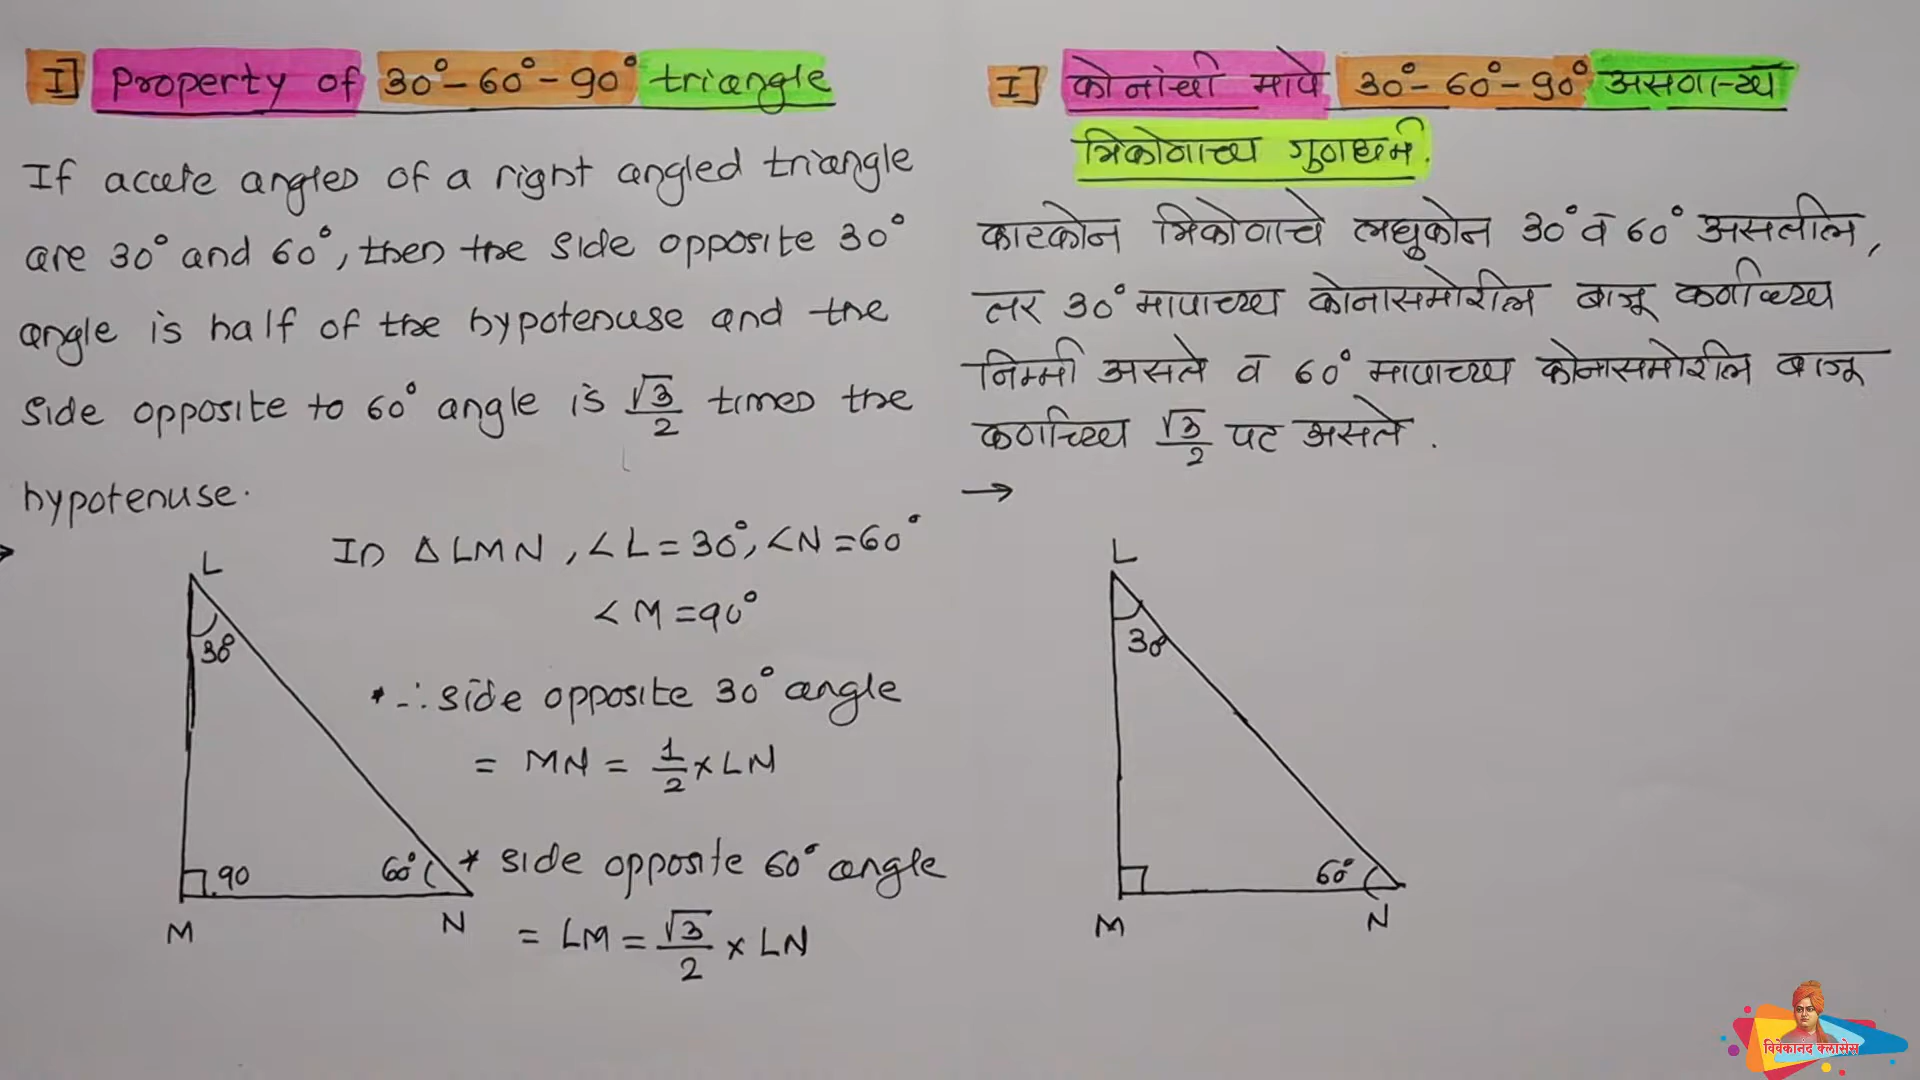 I] Property of 30°-60°-90° triangle
If accute angles of a right angled triangle
are 30° and 60°, then the side opposite 30°
angle is half of the hypotenuse and the
side opposite to 60° angle is √3/2 times the
hypotenuse.
In △LMN, <L=30°, <N=60°
<M=90°
* ∴ side opposite 30° angle
= MN = 1/2 × LN
* side opposite 60° angle
= LM = √3/2 × LN
L
30°
90
60°
M
N
I] कोनांची मापे 30°-60°-90° असणाऱ्या
त्रिकोणाचा गुणधर्म.
काटकोन त्रिकोणाचे लघुकोन 30° व 60° असतील,
तर 30° मापाच्या कोनासमोरील बाजू कर्णाच्या
निम्मी असते व 60° मापाच्या कोनासमोरील बाजू
कर्णाच्या √3/2 पट असते.
→
L
30°
60°
M
N
विवेकानंद क्लासेस